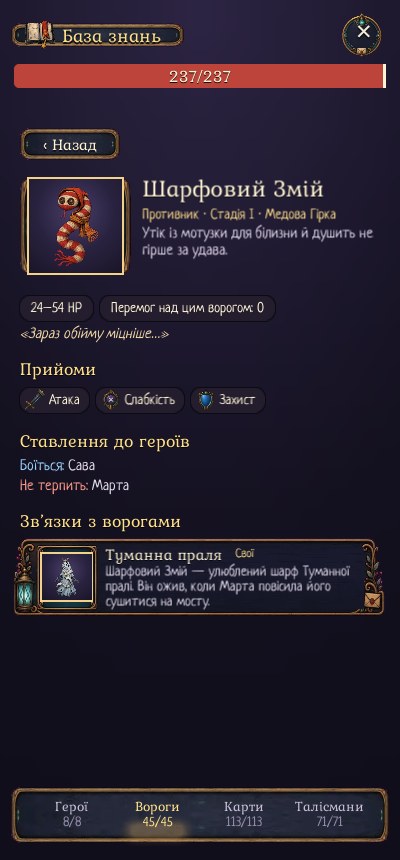 База знань
237/237
‹ Назад
Шарфовий Змій
Противник · Стадія I · Медова Гірка
Утік із мотузки для білизни й душить не
гірше за удава.
24–54 HP
Перемог над цим ворогом: 0
«Зараз обійму міцніше…»
Прийоми
Атака
Слабкість
Захист
Ставлення до героїв
Боїться: Сава
Не терпить: Марта
Зв’язки з ворогами
Туманна праля Свої
Шарфовий Змій — улюблений шарф Туманної
пралі. Він ожив, коли Марта повісила його
сушитися на мосту.
Герої
8/8
Вороги
45/45
Карти
113/113
Талісмани
71/71